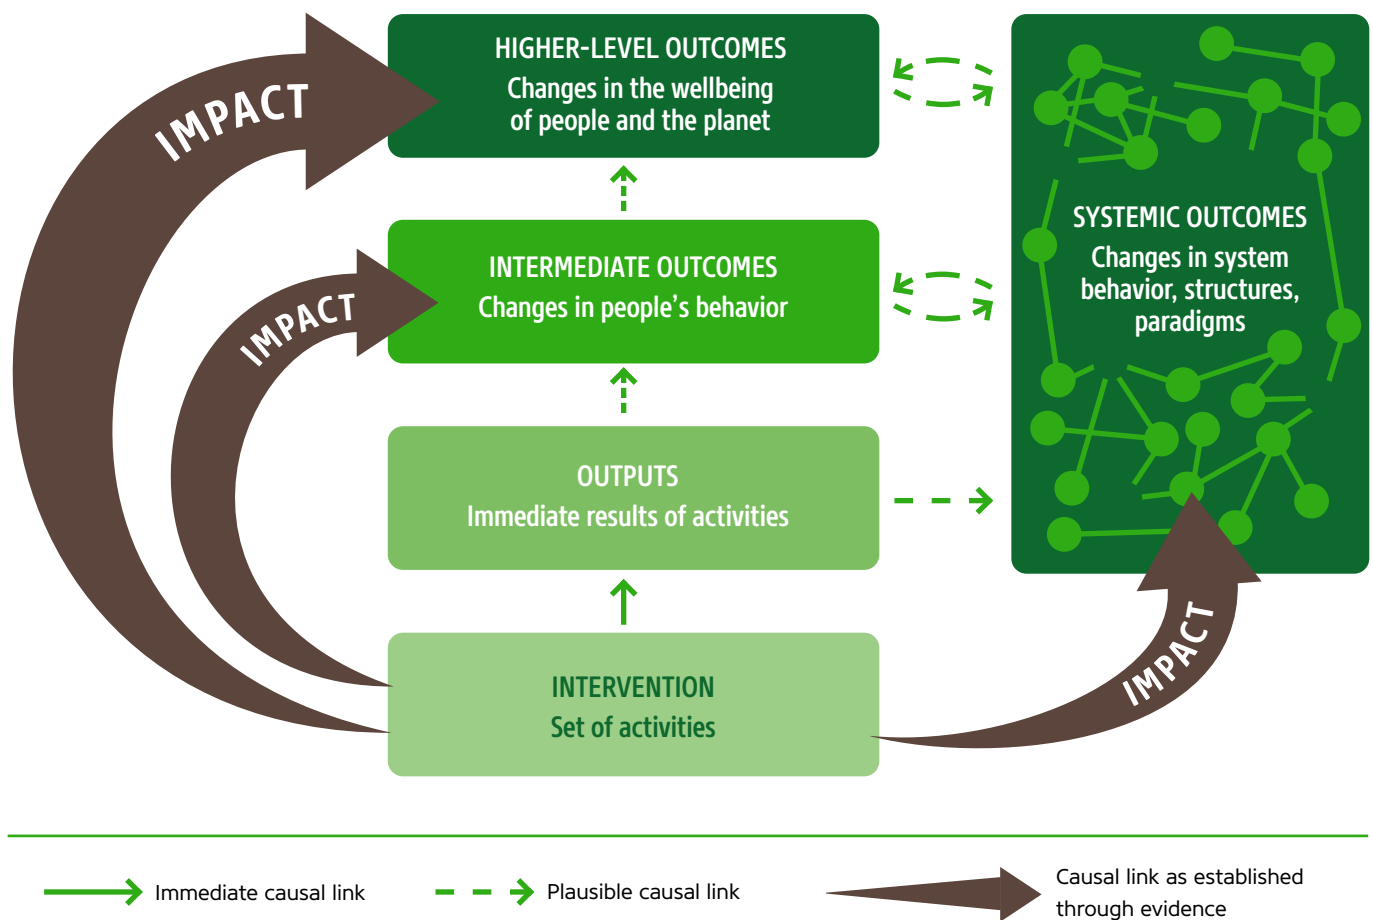 HIGHER-LEVEL OUTCOMES
Changes in the wellbeing
of people and the planet
IMPACT
INTERMEDIATE OUTCOMES
Changes in people's behavior
IMPACT
SYSTEMIC OUTCOMES
Changes in system
behavior, structures,
paradigms
OUTPUTS
Immediate results of activities
INTERVENTION
Set of activities
IMPACT
Immediate causal link
Plausible causal link
Causal link as established
through evidence